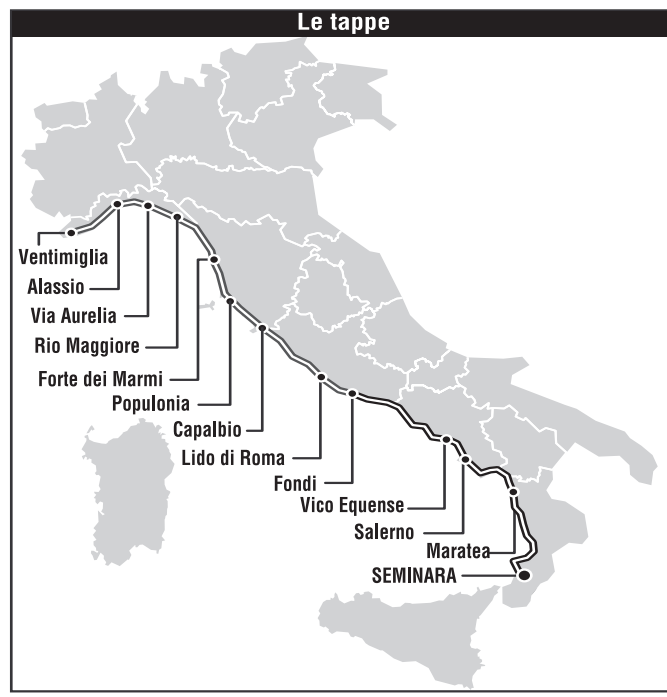 Le tappe
Ventimiglia
Alassio
Via Aurelia
Rio Maggiore
Forte dei Marmi
Populonia
Capalbio
Lido di Roma
Fondi
Vico Equense
Salerno
Maratea
SEMINARA